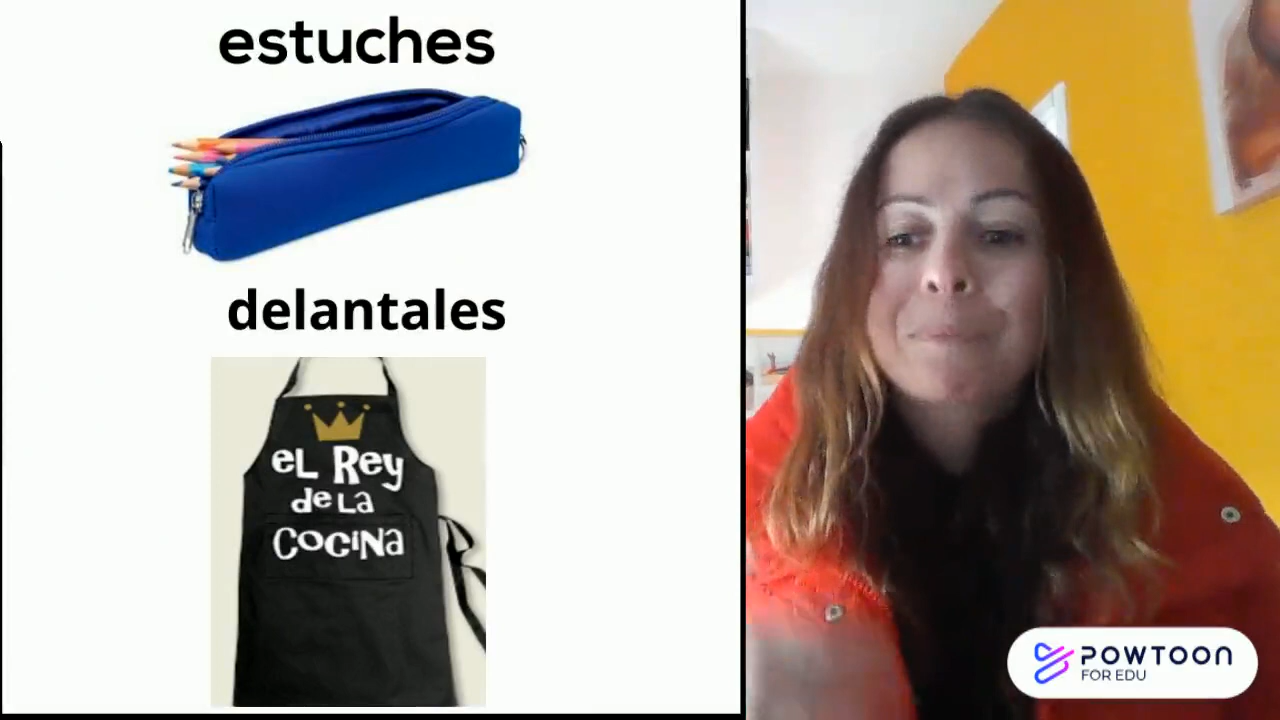 estuches
delantales
eL Rey
de La
COCiNa
POWTOON
FOR EDU